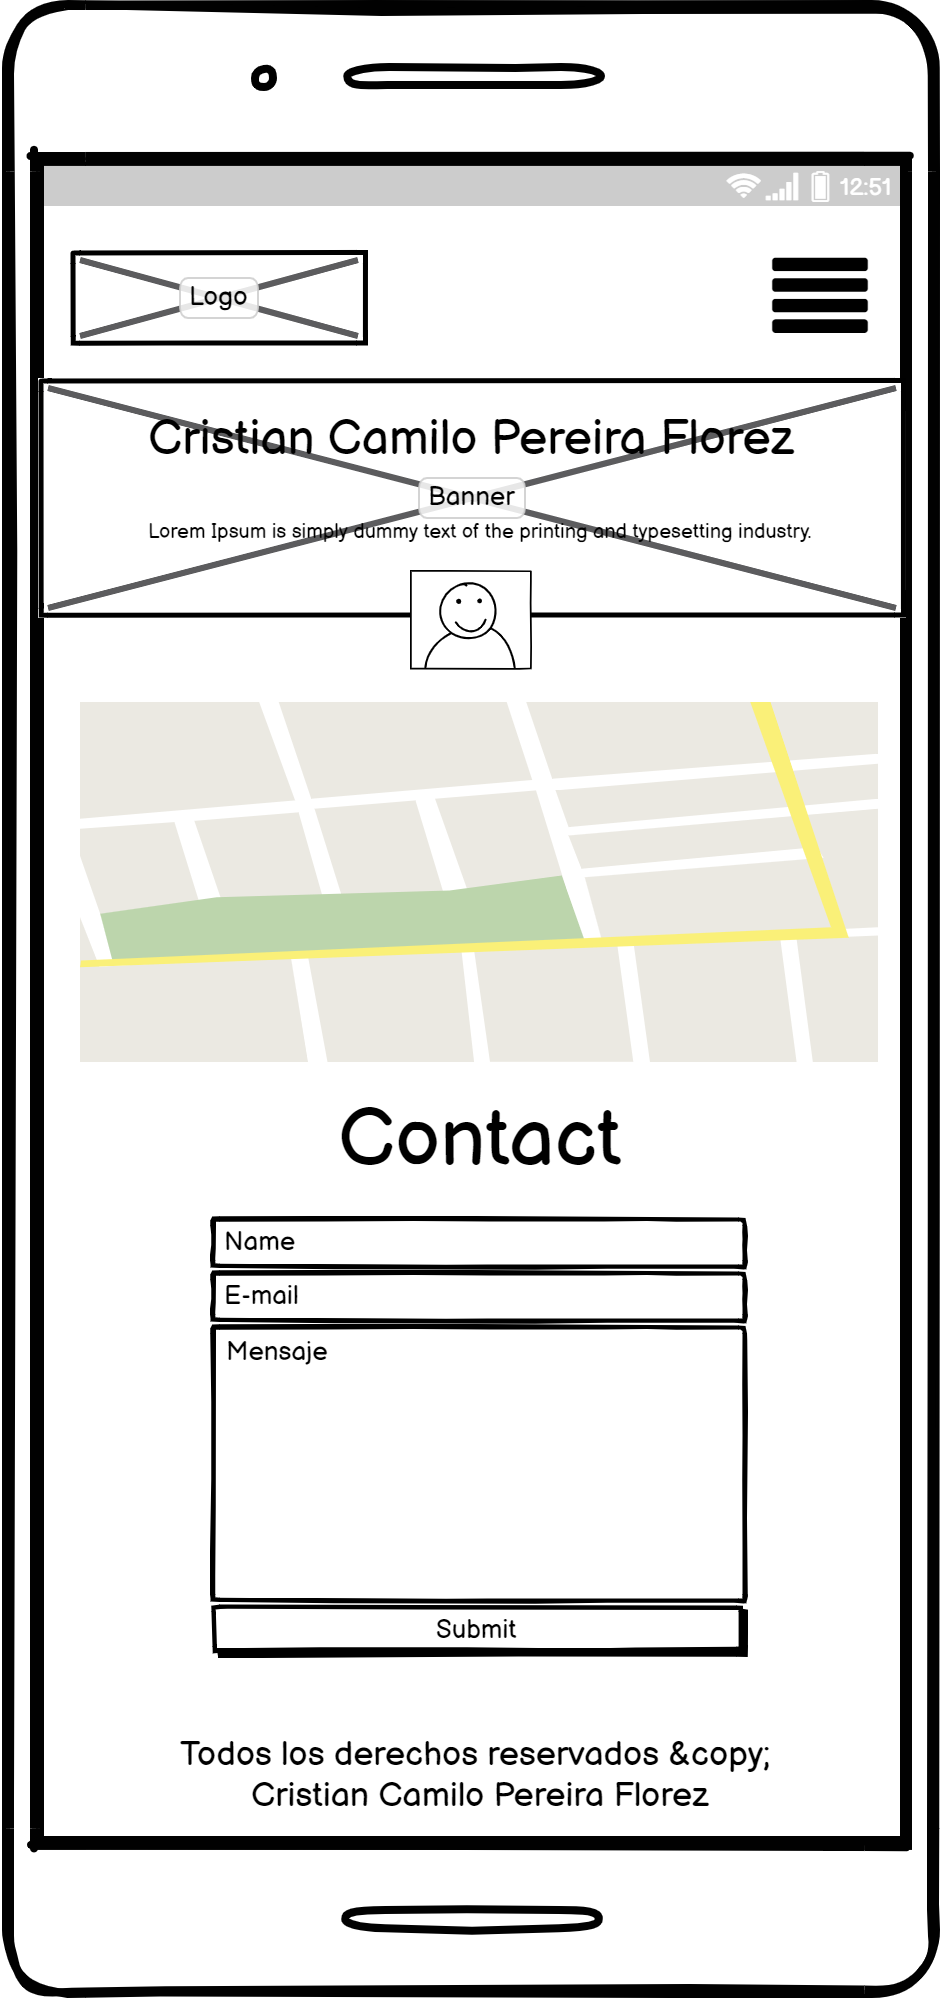 12:51
Logo
Cristian Camilo Pereira Florez
Banner
Lorem Ipsum is simply dummy text of the printing and typesetting industry.
Contact
Name
E-mail
Mensaje
Submit
Todos los derechos reservados &copy;
Cristian Camilo Pereira Florez